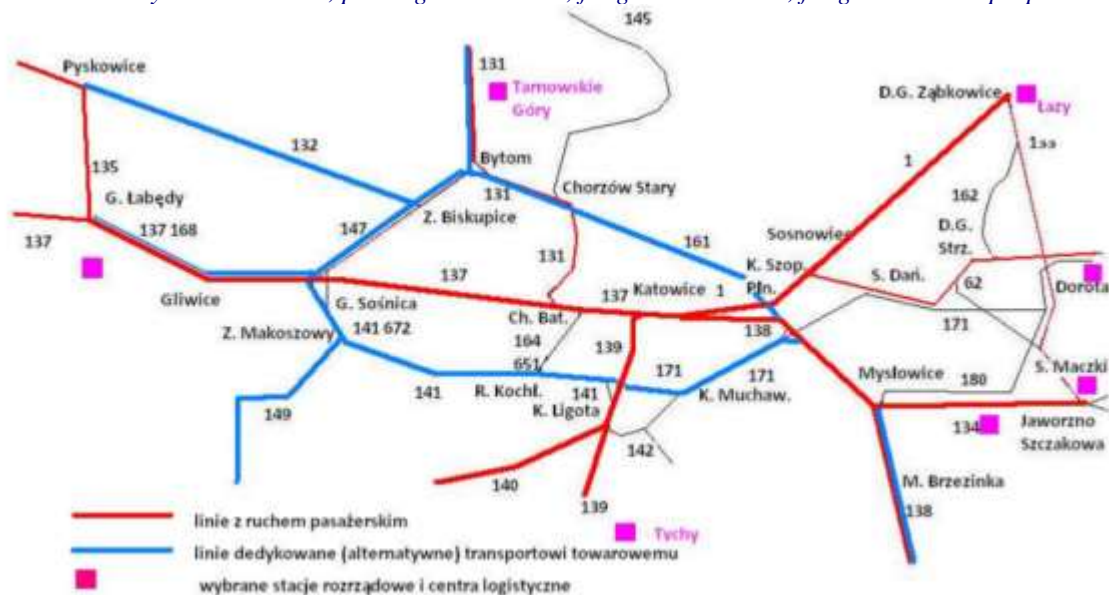 145
Pyskowice
131
Tarnowskie
Góry
D.G. Ząbkowice
Łazy
132
1
1aa
135
Bytom
131
Chorzów Stary
G. Łabędy
162
137 168
147
Z. Biskupice
D.G.
Strz.
137
161
Sosnowiec
131
K. Szop.
S. Dań.
137
137
Katowice
1
Płn.
62
Dorota
Gliwice
G. Sośnica
Ch. Bat.
171
Z. Makoszowy
141 672
164
139
138
651
Mysłowice
S. Maczki
171
171
180
141
R. Kochł.
141
K. Muchaw.
149
K. Ligota
134
Jaworzno
Szczakowa
142
140
M. Brzezinka
139
138
linie z ruchem pasażerskim
Tychy
linie dedykowane (alternatywne) transportowi towarowemu
wybrane stacje rozrządowe i centra logistyczne